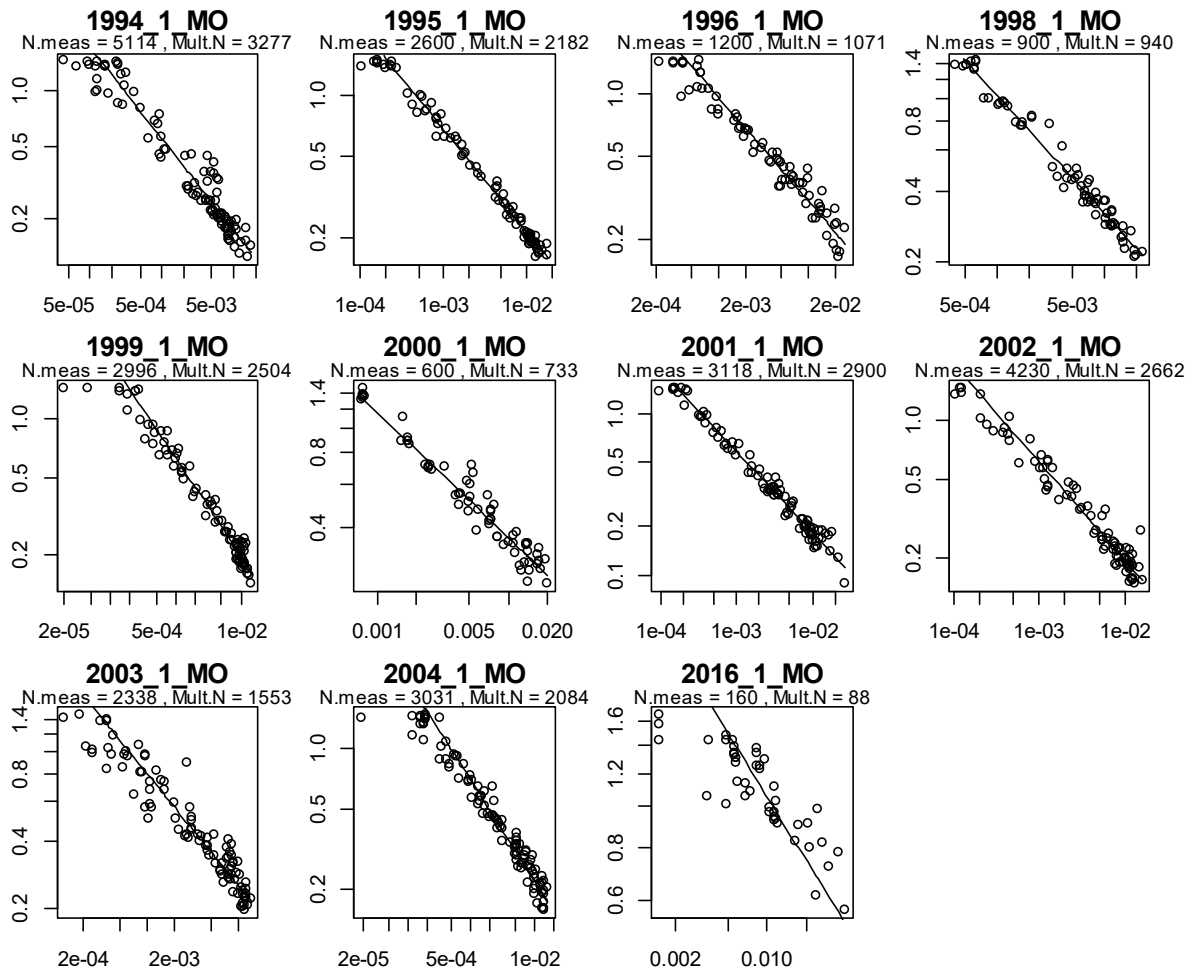 1994_1_MO
N.meas = 5114 , Mult.N = 3277
1.0
0.5
0.2
5e-05
5e-04
5e-03
1995_1_MO
N.meas = 2600 , Mult.N = 2182
1.0
0.5
0.2
1e-04
1e-03
1e-02
1996_1_MO
N.meas = 1200 , Mult.N = 1071
1.0
0.5
0.2
2e-04
2e-03
2e-02
1998_1_MO
N.meas = 900 , Mult.N = 940
1.4
0.8
0.4
0.2
5e-04
5e-03
1999_1_MO
N.meas = 2996 , Mult.N = 2504
1.0
0.5
0.2
2e-05
5e-04
1e-02
2000_1_MO
N.meas = 600 , Mult.N = 733
1.4
0.8
0.4
0.001
0.005
0.020
2001_1_MO
N.meas = 3118 , Mult.N = 2900
1.0
0.5
0.2
0.1
1e-04
1e-03
1e-02
2002_1_MO
N.meas = 4230 , Mult.N = 2662
1.0
0.5
0.2
1e-04
1e-03
1e-02
2003_1_MO
N.meas = 2338 , Mult.N = 1553
1.4
0.8
0.4
0.2
2e-04
2e-03
2004_1_MO
N.meas = 3031 , Mult.N = 2084
1.0
0.5
0.2
2e-05
5e-04
1e-02
2016_1_MO
N.meas = 160 , Mult.N = 88
1.6
1.2
0.8
0.6
0.002
0.010